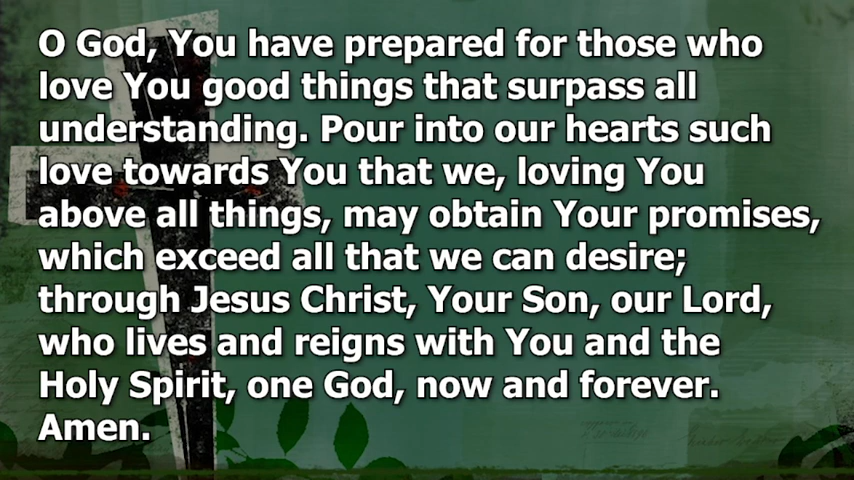 O God, You have prepared for those who
love You good things that surpass all
understanding. Pour into our hearts such
love towards You that we, loving You
above all things, may obtain Your promises,
which exceed all that we can desire;
through Jesus Christ, Your Son, our Lord,
who lives and reigns with You and the
Holy Spirit, one God, now and forever.
Amen.